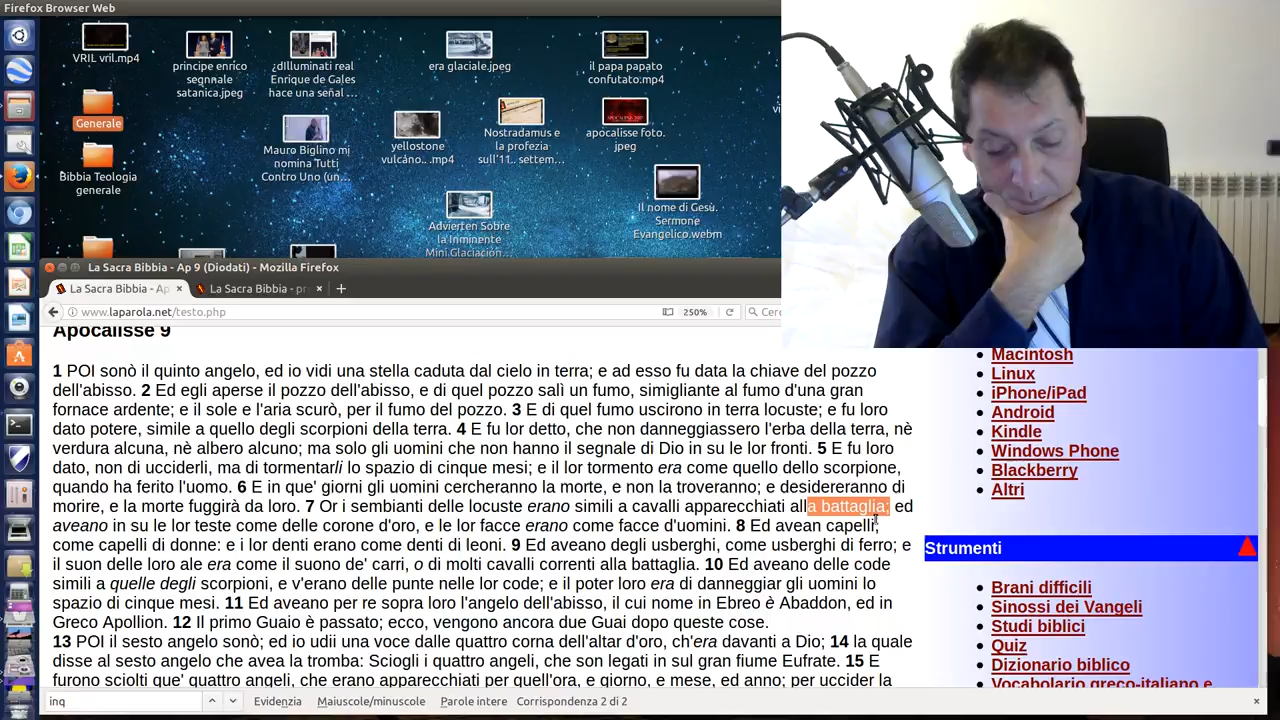 Firefox Browser Web
VRIL vril.mp4
principe enrico
segnnale
satanica.jpeg
¿dIlluminati real
Enrique de Gales
hace una señal ...
era glaciale.jpeg
il papa papato
confutato:mp4
Generale
Mauro Biglino mi
nomina Tutti
Contro Uno (un...
yellostone
vulcano.. ..mp4
Nostradamus e
la profezia
sull'11.. settem...
apocalisse foto.
jpeg
Bibbia Teologia
generale
Advierten Sobre
la Inminente
Mini Glaciación...
Il nome di Gesù.
Sermone
Evangelico.webm
La Sacra Bibbia - Ap 9 (Diodati) - Mozilla Firefox
La Sacra Bibbia - Ap × La Sacra Bibbia - pr × +
www.laparola.net/testo.php 250% Cerc
Apocalisse 9
1 POI sonò il quinto angelo, ed io vidi una stella caduta dal cielo in terra; e ad esso fu data la chiave del pozzo
dell'abisso. 2 Ed egli aperse il pozzo dell'abisso, e di quel pozzo salì un fumo, simigliante al fumo d'una gran
fornace ardente; e il sole e l'aria scurò, per il fumo del pozzo. 3 E di quel fumo uscirono in terra locuste; e fu loro
dato potere, simile a quello degli scorpioni della terra. 4 E fu lor detto, che non danneggiassero l'erba della terra, nè
verdura alcuna, nè albero alcuno; ma solo gli uomini che non hanno il segnale di Dio in su le lor fronti. 5 E fu loro
dato, non di ucciderli, ma di tormentarli lo spazio di cinque mesi; e il lor tormento era come quello dello scorpione,
quando ha ferito l'uomo. 6 E in que' giorni gli uomini cercheranno la morte, e non la troveranno; e desidereranno di
morire, e la morte fuggirà da loro. 7 Or i sembianti delle locuste erano simili a cavalli apparecchiati alla battaglia; ed
aveano in su le lor teste come delle corone d'oro, e le lor facce erano come facce d'uomini. 8 Ed avean capelli;
come capelli di donne: e i lor denti erano come denti di leoni. 9 Ed aveano degli usberghi, come usberghi di ferro; e
il suon delle loro ale era come il suono de' carri, o di molti cavalli correnti alla battaglia. 10 Ed aveano delle code
simili a quelle degli scorpioni, e v'erano delle punte nelle lor code; e il poter loro era di danneggiar gli uomini lo
spazio di cinque mesi. 11 Ed aveano per re sopra loro l'angelo dell'abisso, il cui nome in Ebreo è Abaddon, ed in
Greco Apollion. 12 Il primo Guaio è passato; ecco, vengono ancora due Guai dopo queste cose.
13 POI il sesto angelo sonò; ed io udii una voce dalle quattro corna dell'altar d'oro, ch'era davanti a Dio; 14 la quale
disse al sesto angelo che avea la tromba: Sciogli i quattro angeli, che son legati in sul gran fiume Eufrate. 15 E
furono sciolti que' quattro angeli, che erano apparecchiati per quell'ora, e giorno, e mese, ed anno; per uccider la
Macintosh
Linux
iPhone/iPad
Android
Kindle
Windows Phone
Blackberry
Altri
Strumenti
Brani difficili
Sinossi dei Vangeli
Studi biblici
Quiz
Dizionario biblico
Vocabolario greco-italiano e
inq Evidenzia Maiuscole/minuscole Parole intere Corrispondenza 2 di 2